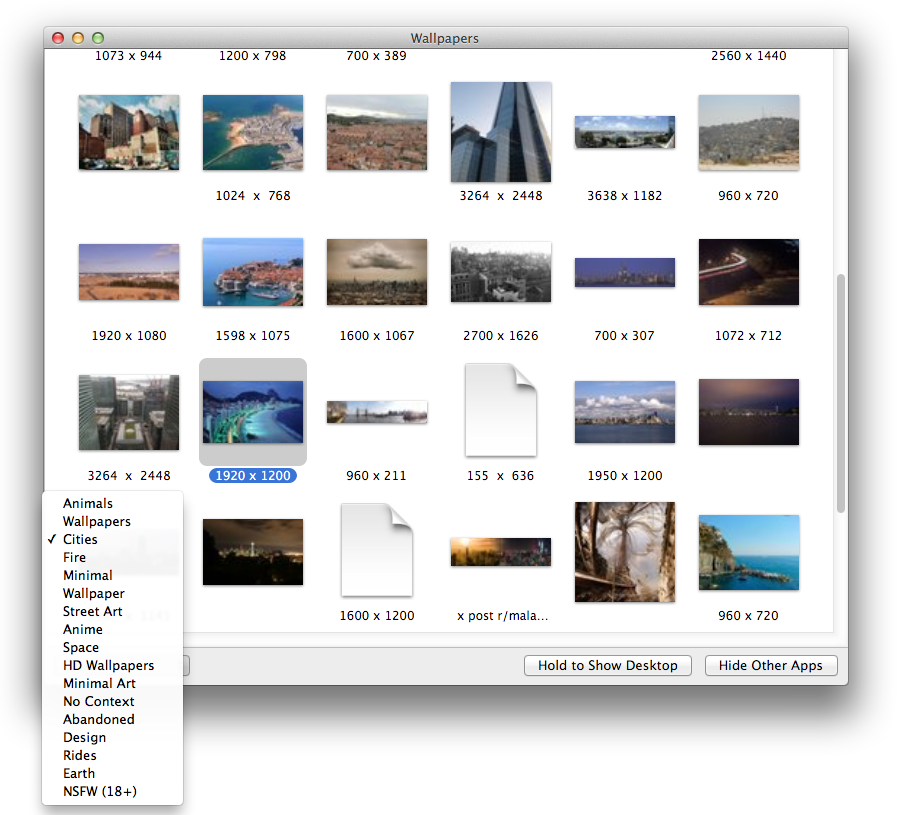 Wallpapers
1073 x 944
1200 x 798
700 x 389
2560 x 1440
1024 x 768
3264 x 2448
3638 x 1182
960 x 720
1920 x 1080
1598 x 1075
1600 x 1067
2700 x 1626
700 x 307
1072 x 712
3264 x 2448
1920 x 1200
960 x 211
155 x 636
1950 x 1200
1600 x 1200
x post r/mala...
960 x 720
Animals
Wallpapers
✓ Cities
Fire
Minimal
Wallpaper
Street Art
Anime
Space
HD Wallpapers
Minimal Art
No Context
Abandoned
Design
Rides
Earth
NSFW (18+)
Hold to Show Desktop
Hide Other Apps